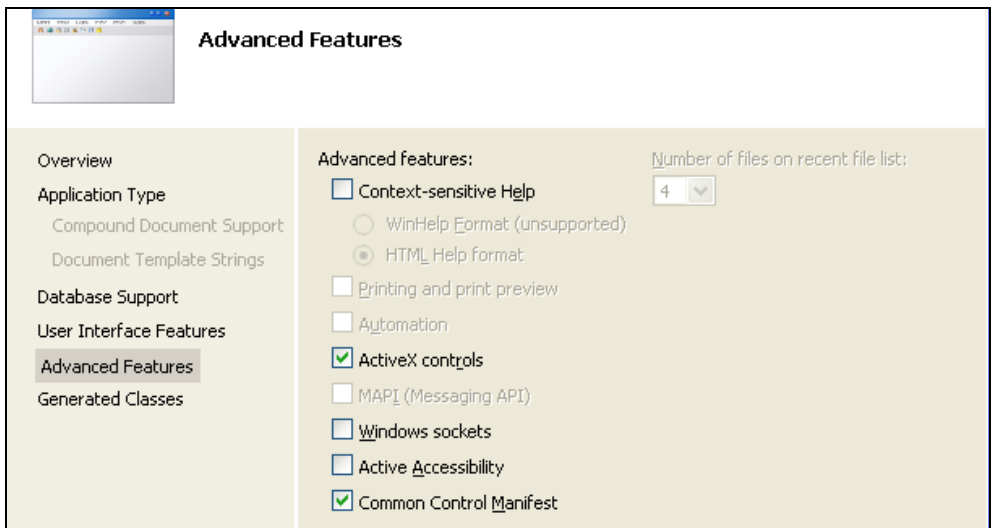 Advanced Features
Overview
Application Type
Compound Document Support
Document Template Strings
Database Support
User Interface Features
Advanced Features
Generated Classes
Advanced features:
Context-sensitive Help
WinHelp Format (unsupported)
HTML Help format
Printing and print preview
Automation
ActiveX controls
MAPI (Messaging API)
Windows sockets
Active Accessibility
Common Control Manifest
Number of files on recent file list:
4